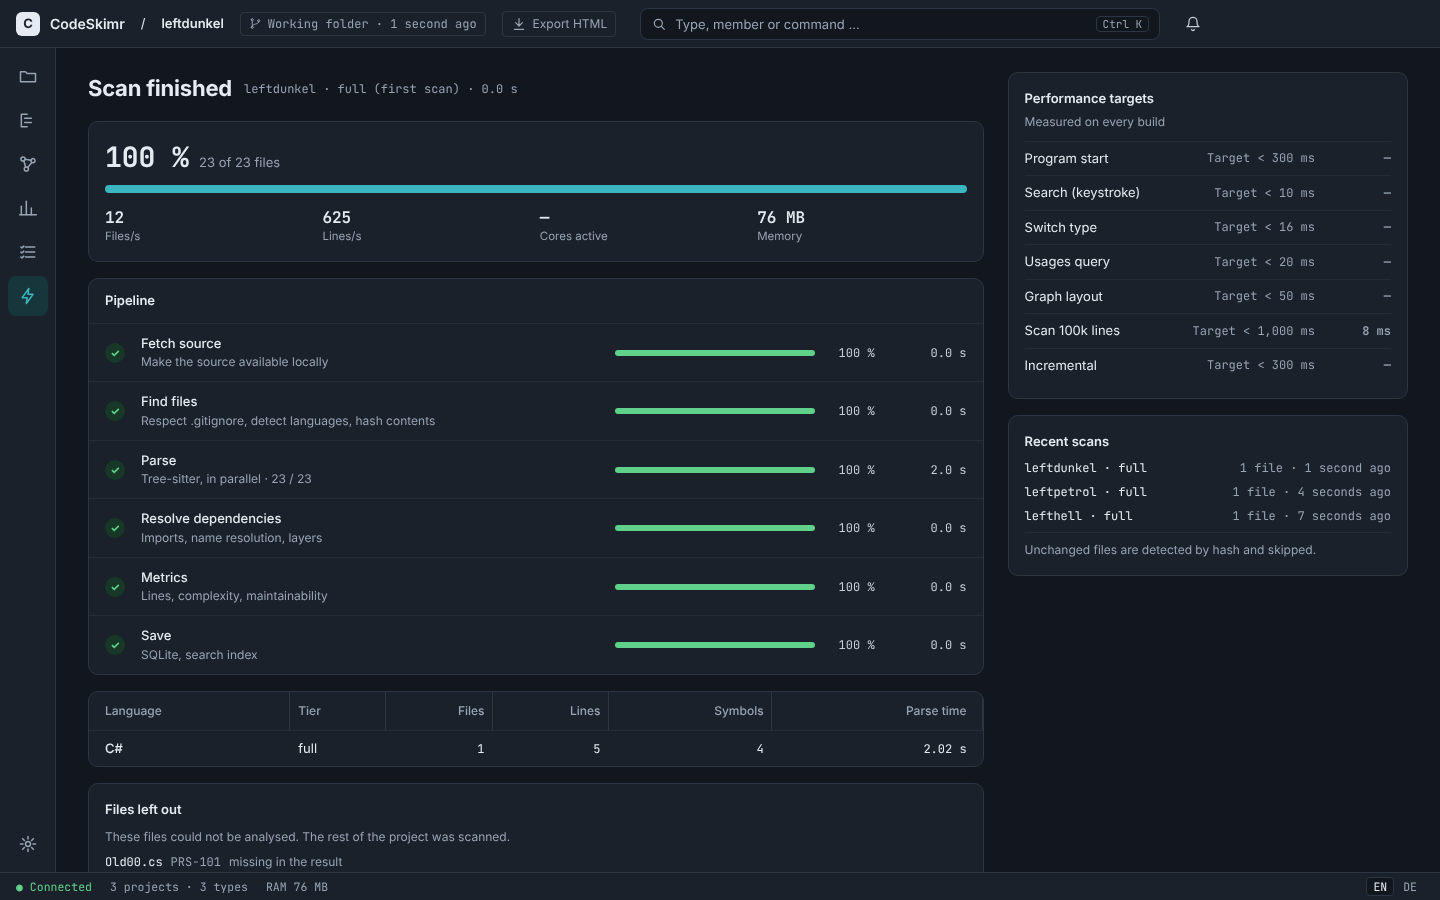 C CodeSkimr / leftdunkel Working folder · 1 second ago Export HTML Type, member or command ... Ctrl K
Scan finished leftdunkel · full (first scan) · 0.0 s
100 % 23 of 23 files
12 625 — 76 MB
Files/s Lines/s Cores active Memory
Pipeline
Fetch source
Make the source available locally
100 % 0.0 s
Find files
Respect .gitignore, detect languages, hash contents
100 % 0.0 s
Parse
Tree-sitter, in parallel · 23 / 23
100 % 2.0 s
Resolve dependencies
Imports, name resolution, layers
100 % 0.0 s
Metrics
Lines, complexity, maintainability
100 % 0.0 s
Save
SQLite, search index
100 % 0.0 s
Language Tier Files Lines Symbols Parse time
C# full 1 5 4 2.02 s
Files left out
These files could not be analysed. The rest of the project was scanned.
Old00.cs PRS-101 missing in the result
Performance targets
Measured on every build
Program start Target < 300 ms —
Search (keystroke) Target < 10 ms —
Switch type Target < 16 ms —
Usages query Target < 20 ms —
Graph layout Target < 50 ms —
Scan 100k lines Target < 1,000 ms 8 ms
Incremental Target < 300 ms —
Recent scans
leftdunkel · full 1 file · 1 second ago
leftpetrol · full 1 file · 4 seconds ago
lefthell · full 1 file · 7 seconds ago
Unchanged files are detected by hash and skipped.
Connected 3 projects · 3 types RAM 76 MB EN DE